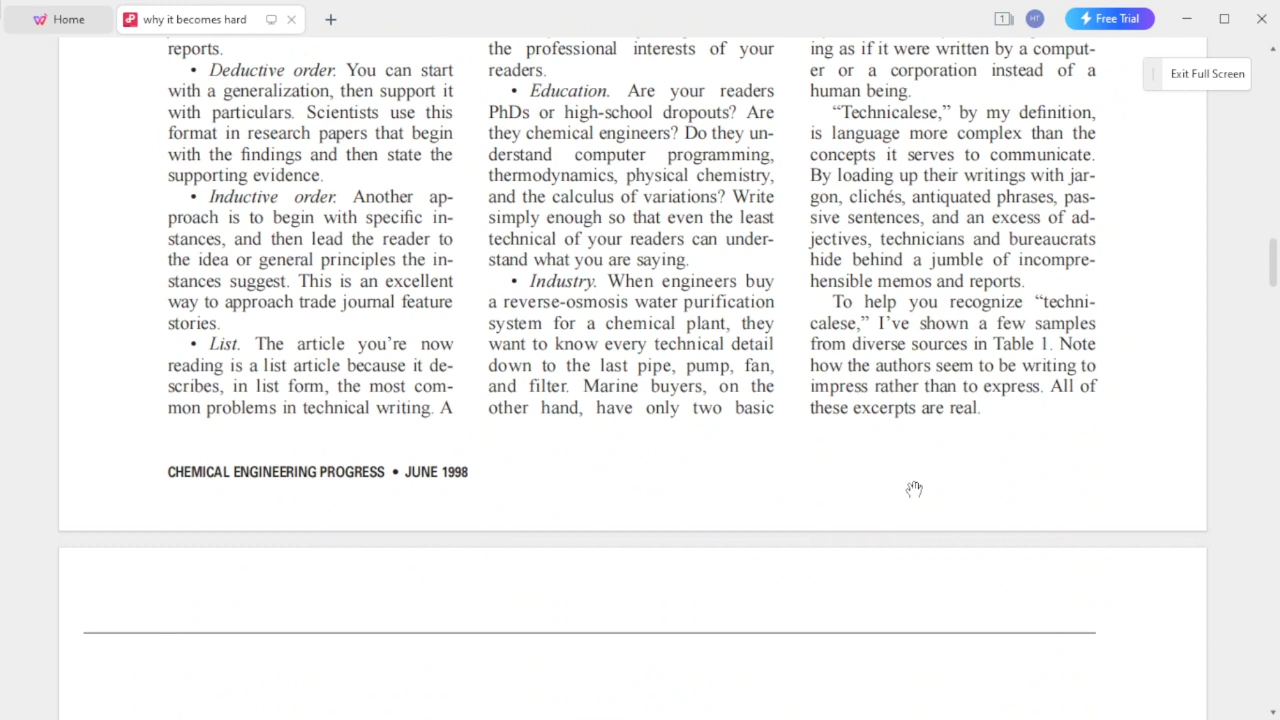 Home
why it becomes hard
1
HT
Free Trial
Exit Full Screen
reports.
• Deductive order. You can start
with a generalization, then support it
with particulars. Scientists use this
format in research papers that begin
with the findings and then state the
supporting evidence.
• Inductive order. Another ap-
proach is to begin with specific in-
stances, and then lead the reader to
the idea or general principles the in-
stances suggest. This is an excellent
way to approach trade journal feature
stories.
• List. The article you’re now
reading is a list article because it de-
scribes, in list form, the most com-
mon problems in technical writing. A
the professional interests of your
readers.
• Education. Are your readers
PhDs or high-school dropouts? Are
they chemical engineers? Do they un-
derstand computer programming,
thermodynamics, physical chemistry,
and the calculus of variations? Write
simply enough so that even the least
technical of your readers can under-
stand what you are saying.
• Industry. When engineers buy
a reverse-osmosis water purification
system for a chemical plant, they
want to know every technical detail
down to the last pipe, pump, fan,
and filter. Marine buyers, on the
other hand, have only two basic
ing as if it were written by a comput-
er or a corporation instead of a
human being.
“Technicalese,” by my definition,
is language more complex than the
concepts it serves to communicate.
By loading up their writings with jar-
gon, clichés, antiquated phrases, pas-
sive sentences, and an excess of ad-
jectives, technicians and bureaucrats
hide behind a jumble of incompre-
hensible memos and reports.
To help you recognize “techni-
calese,” I’ve shown a few samples
from diverse sources in Table 1. Note
how the authors seem to be writing to
impress rather than to express. All of
these excerpts are real.
CHEMICAL ENGINEERING PROGRESS • JUNE 1998